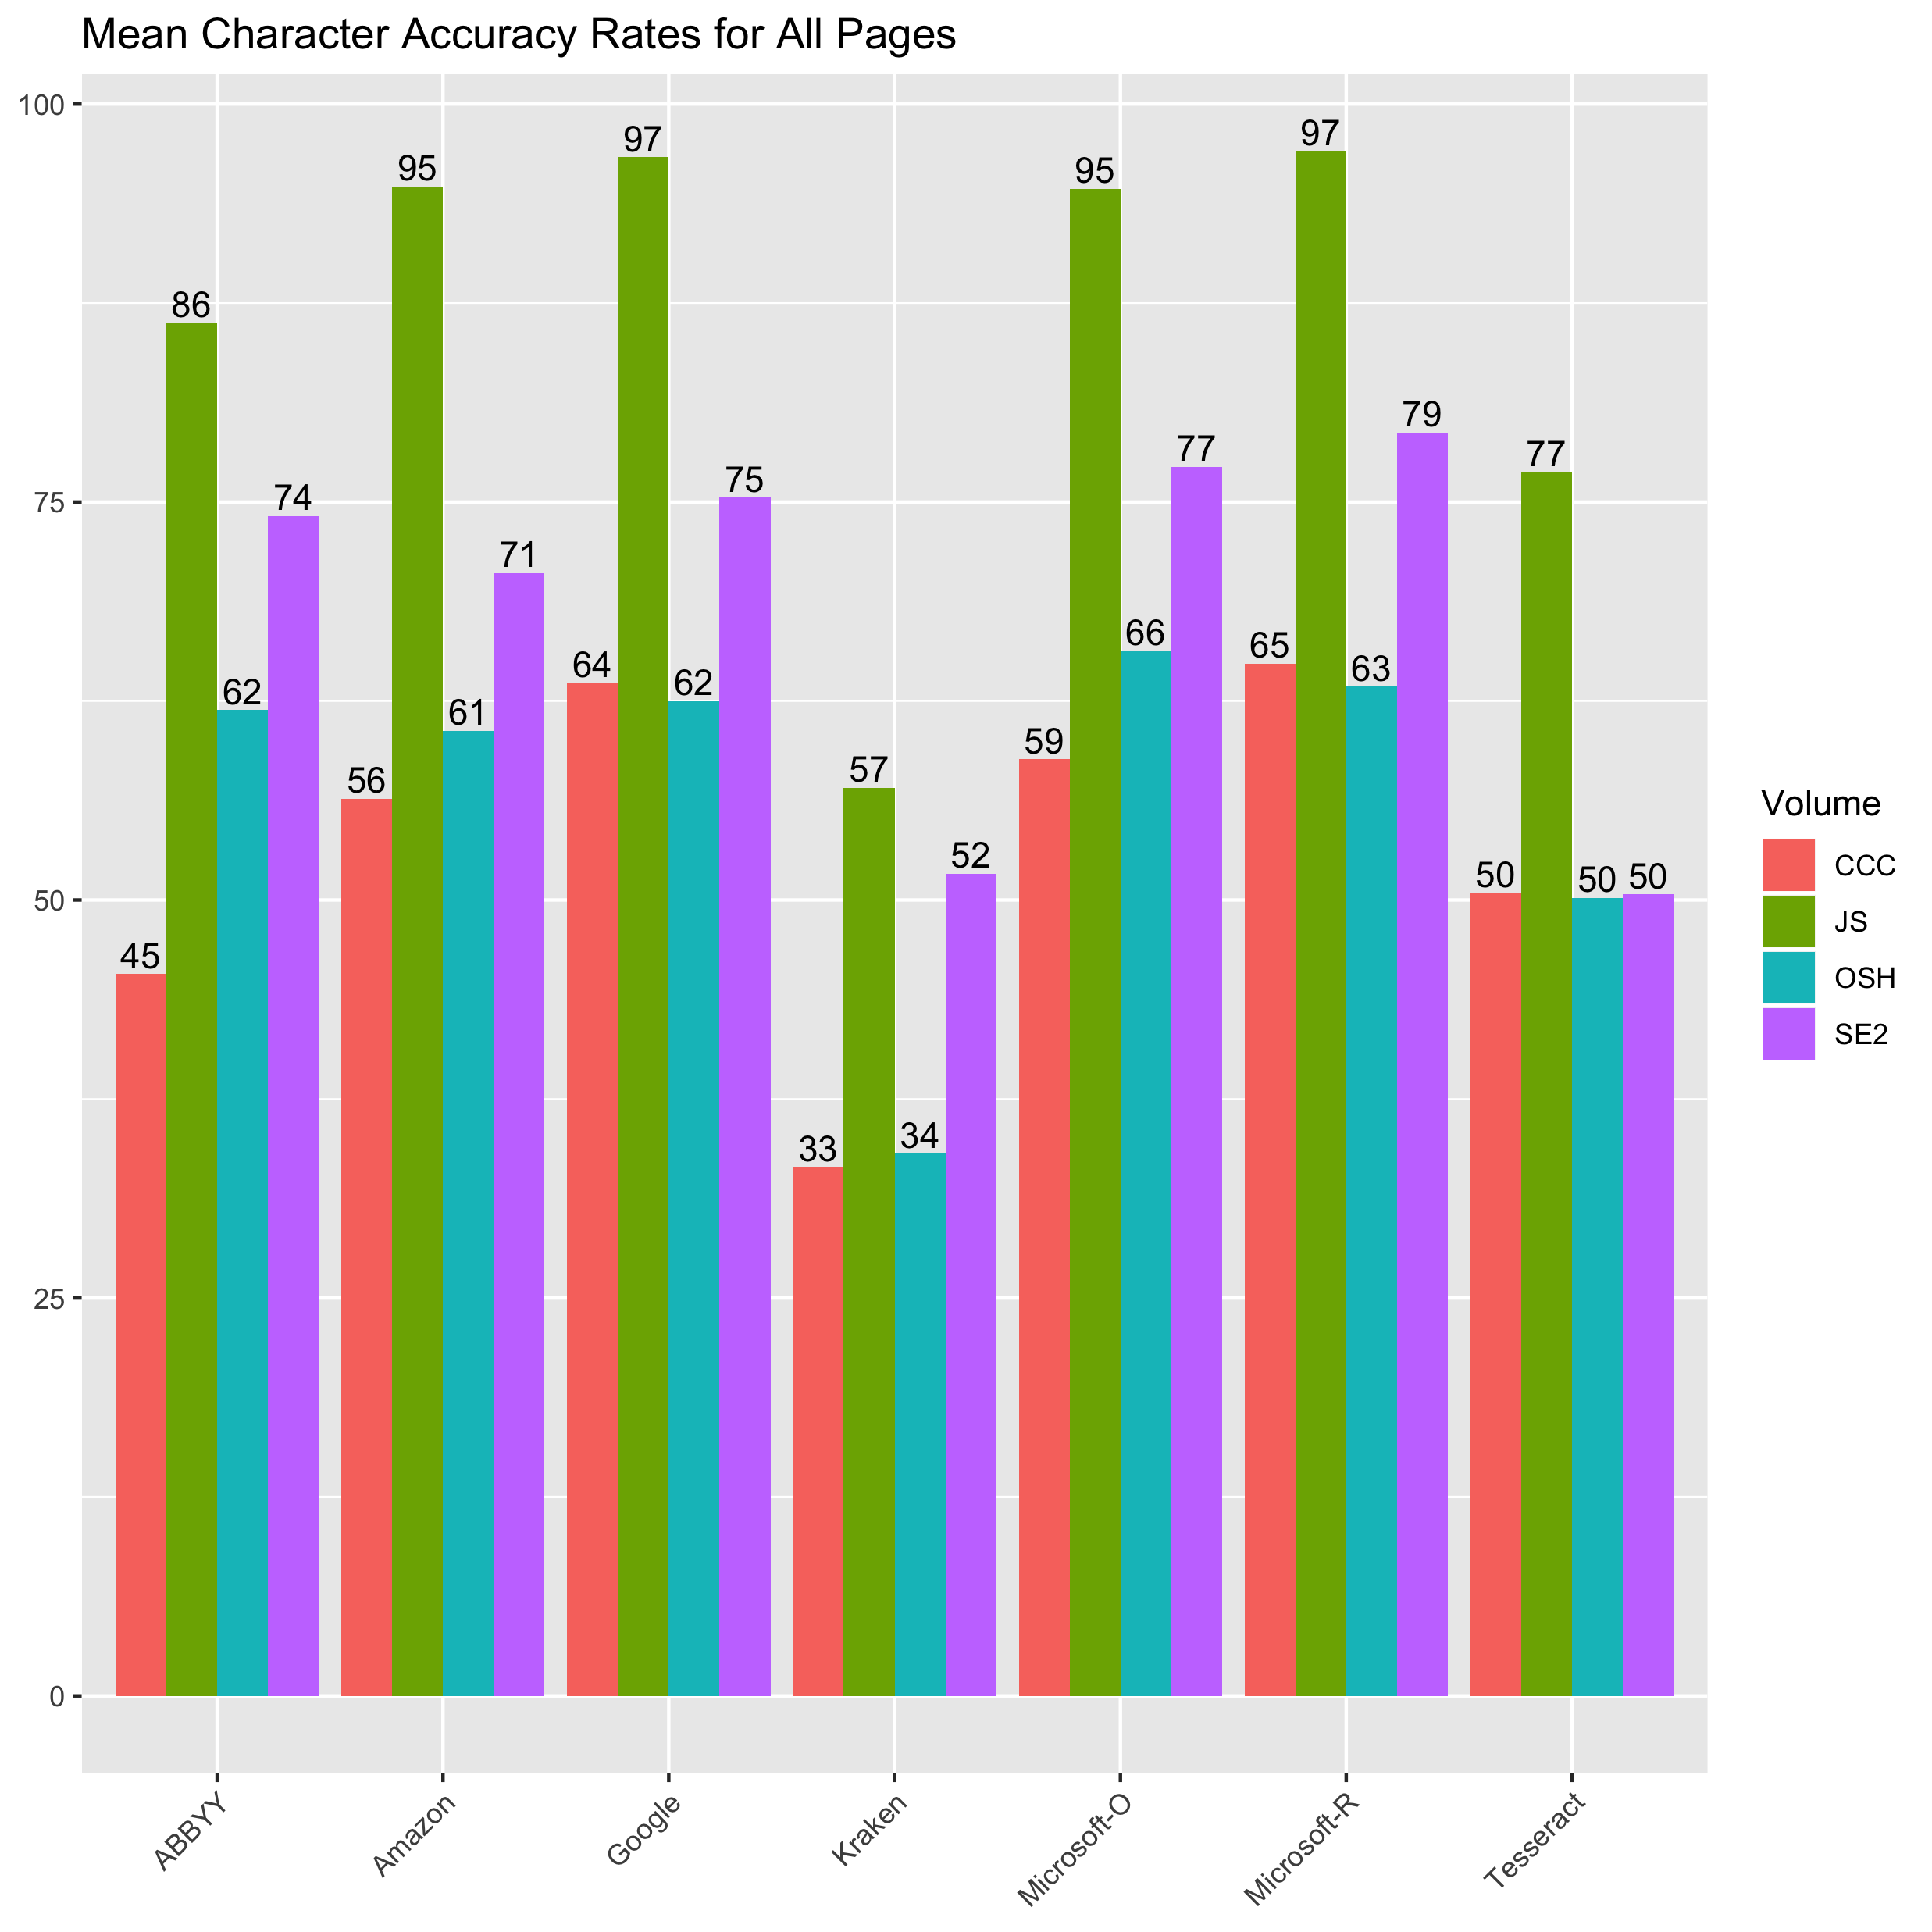 Mean Character Accuracy Rates for All Pages
100
75
50
25
0
45
86
62
74
56
95
61
71
64
97
62
75
33
57
34
52
59
95
66
77
65
97
63
79
50
77
50
50
ABBYY
Amazon
Google
Kraken
Microsoft-O
Microsoft-R
Tesseract
Volume
CCC
JS
OSH
SE2